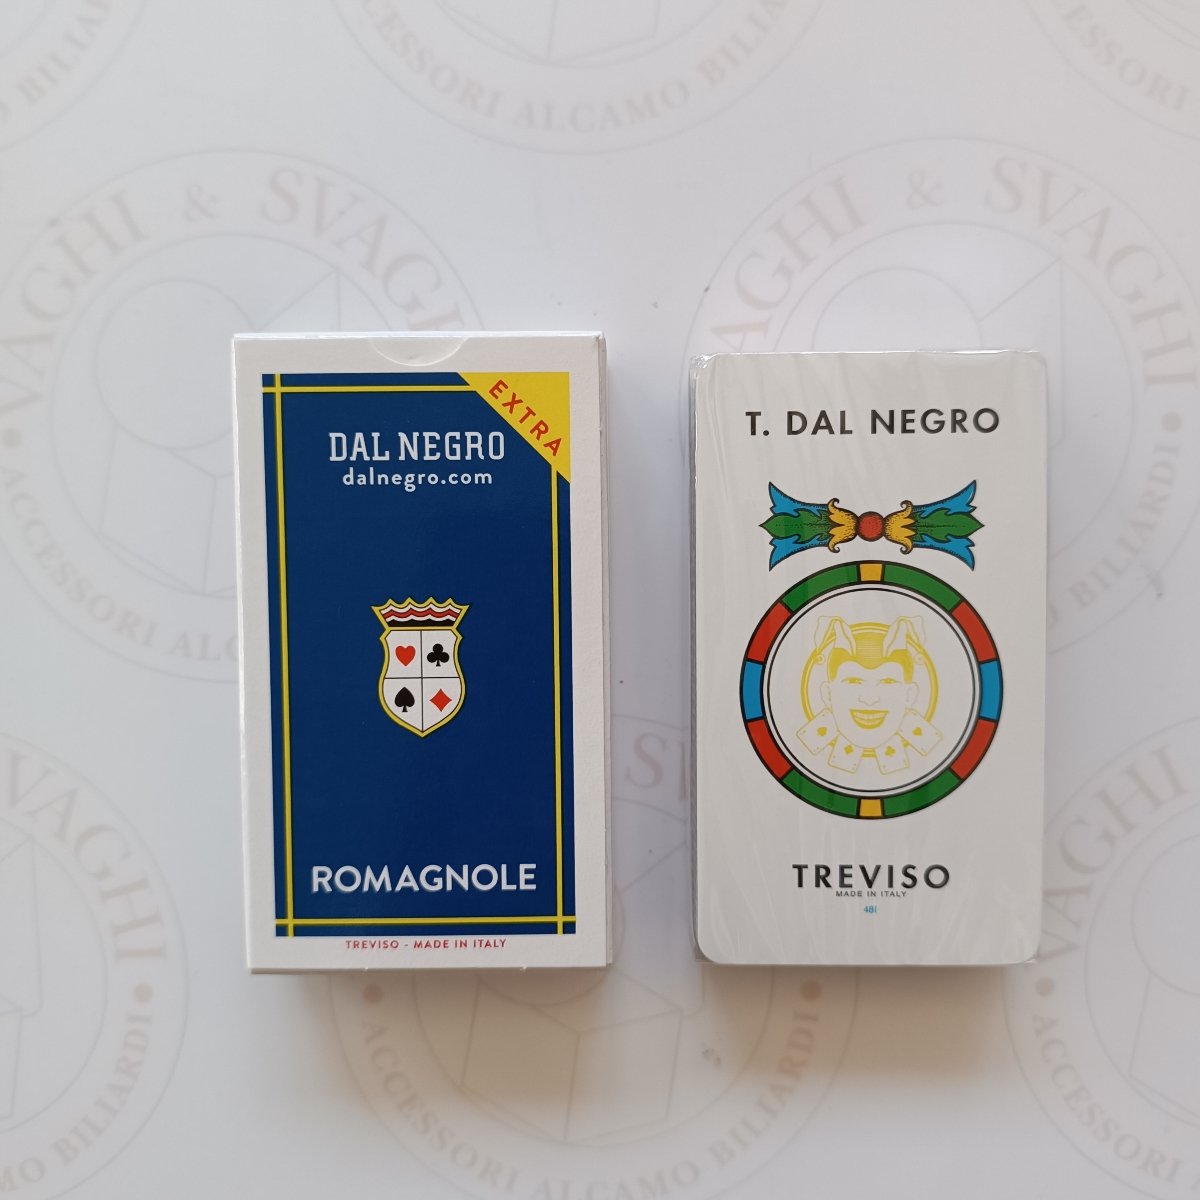 VAGHI & SVAGHI
ACCESSORI ALCAMO BILIARDI
EXTRA
DAL NEGRO
dalnegro.com
ROMAGNOLE
TREVISO - MADE IN ITALY
T. DAL NEGRO
TREVISO
MADE IN ITALY